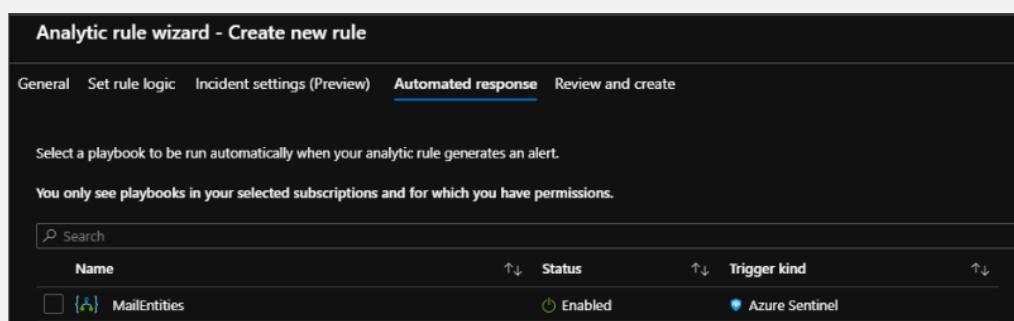 Analytic rule wizard - Create new rule
General Set rule logic Incident settings (Preview) Automated response Review and create
Select a playbook to be run automatically when your analytic rule generates an alert.
You only see playbooks in your selected subscriptions and for which you have permissions.
Search
Name ↑↓ Status ↑↓ Trigger kind ↑↓
MailEntities Enabled Azure Sentinel